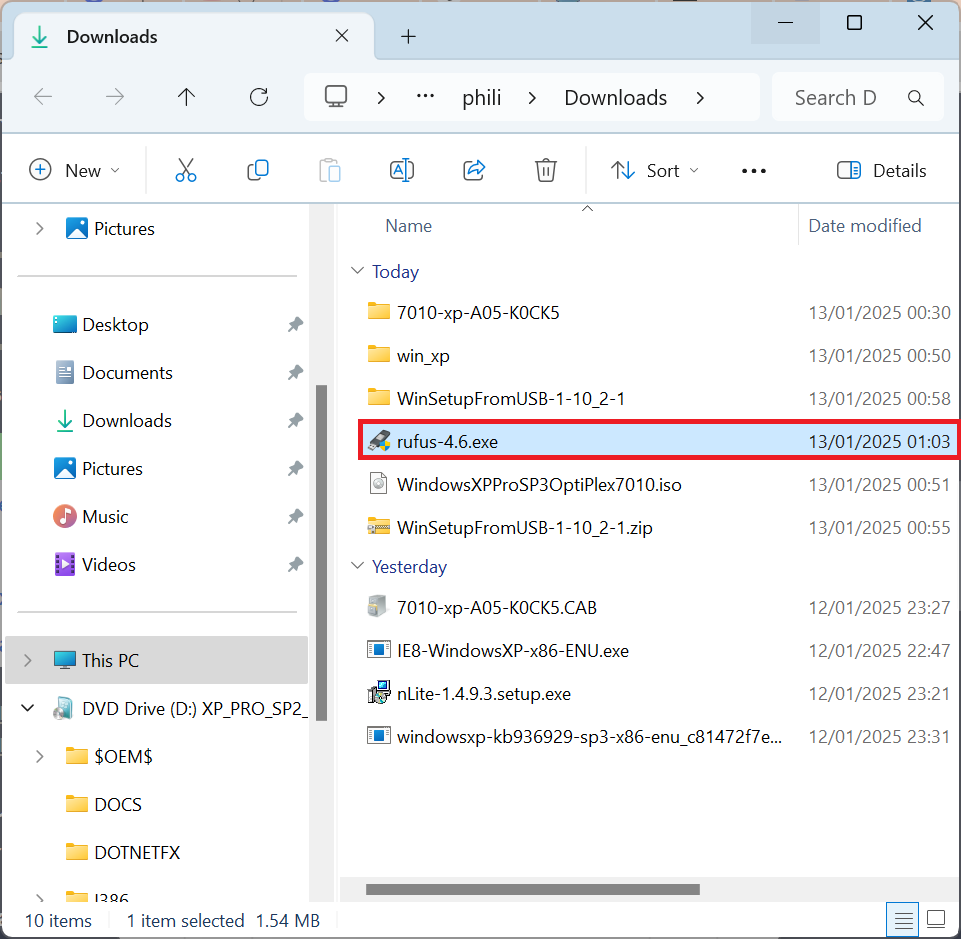 Downloads
phili Downloads Search D
New Sort Details
Pictures
Desktop
Documents
Downloads
Pictures
Music
Videos
This PC
DVD Drive (D:) XP_PRO_SP2_
$OEM$
DOCS
DOTNETFX
I386
Name Date modified
Today
7010-xp-A05-K0CK5 13/01/2025 00:30
win_xp 13/01/2025 00:50
WinSetupFromUSB-1-10_2-1 13/01/2025 00:58
rufus-4.6.exe 13/01/2025 01:03
WindowsXPProSP3OptiPlex7010.iso 13/01/2025 00:51
WinSetupFromUSB-1-10_2-1.zip 13/01/2025 00:55
Yesterday
7010-xp-A05-K0CK5.CAB 12/01/2025 23:27
IE8-WindowsXP-x86-ENU.exe 12/01/2025 22:47
nLite-1.4.9.3.setup.exe 12/01/2025 23:21
windowsxp-kb936929-sp3-x86-enu_c81472f7e... 12/01/2025 23:31
10 items 1 item selected 1.54 MB